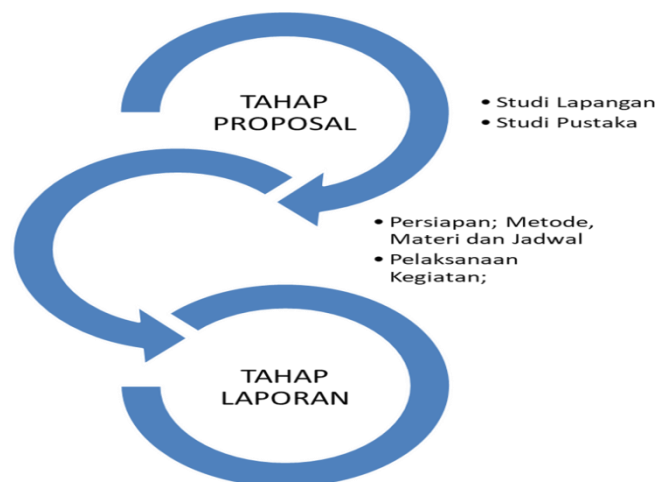 TAHAP
PROPOSAL
• Studi Lapangan
• Studi Pustaka
• Persiapan; Metode,
Materi dan Jadwal
• Pelaksanaan
Kegiatan;
TAHAP
LAPORAN